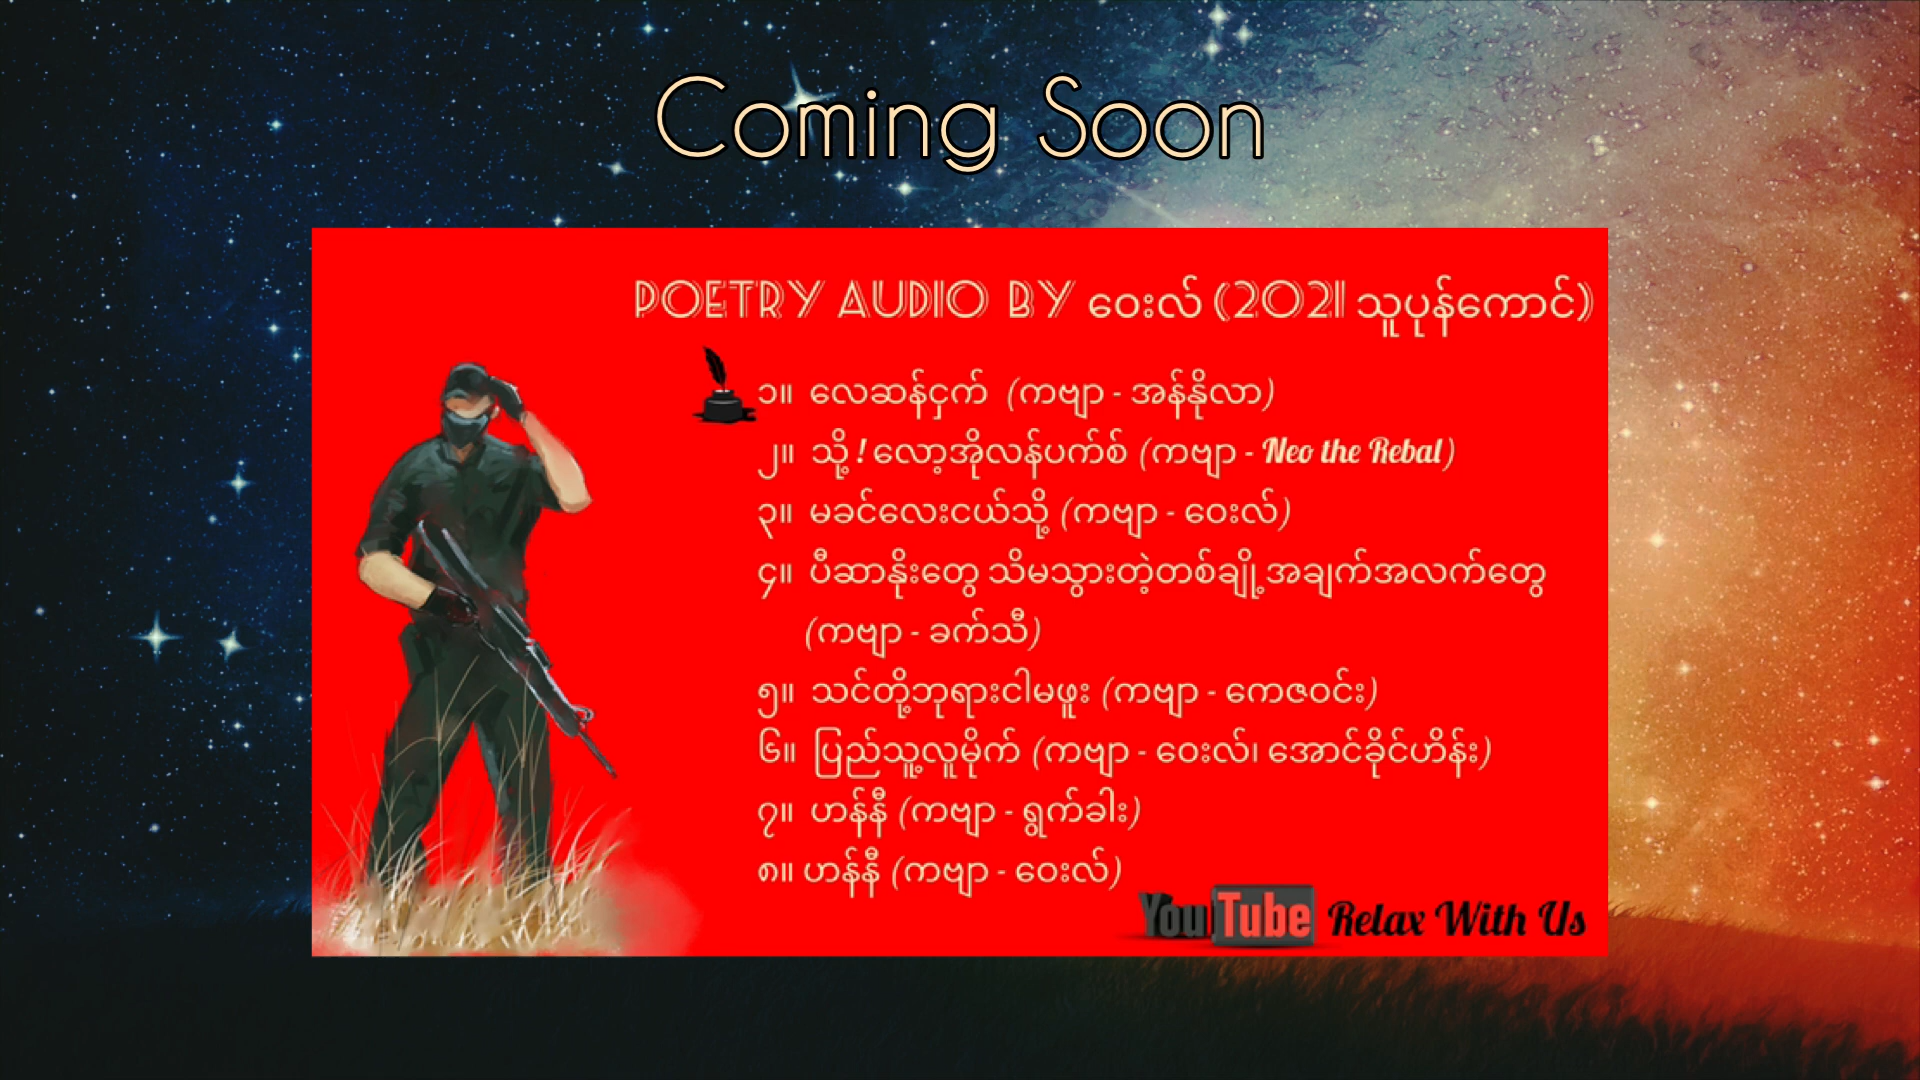 Coming Soon
POETRY AUDIO BY ဝေးလ် (2021 သူပုန်ကောင်)
၁။ လေဆန်ငှက် (ကဗျာ - အန်နိုလာ)
၂။ သို့ ! လော့အိုလန်ပက်စ် (ကဗျာ - Neo the Rebal)
၃။ မခင်လေးငယ်သို့ (ကဗျာ - ဝေးလ်)
၄။ ပီဆာနိုးတွေ သိမသွားတဲ့တစ်ချို့အချက်အလက်တွေ
(ကဗျာ - ခက်သီ)
၅။ သင်တို့ဘုရားငါမဖူး (ကဗျာ - ကေဇဝင်း)
၆။ ပြည်သူ့လူမိုက် (ကဗျာ - ဝေးလ်၊ အောင်ခိုင်ဟိန်း)
၇။ ဟန်နီ (ကဗျာ - ရွက်ခါး)
၈။ ဟန်နီ (ကဗျာ - ဝေးလ်)
YouTube Relax With Us